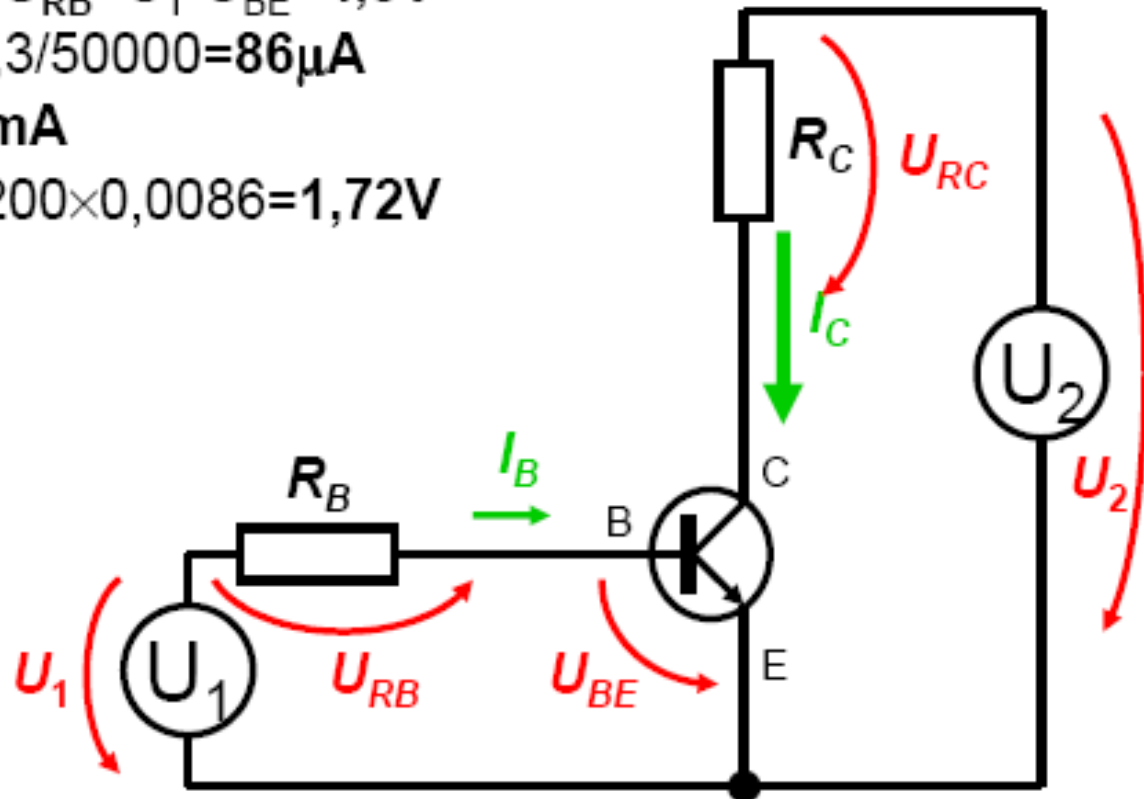 ,3/50000=86µA
mA
200×0,0086=1,72V
R_C
U_RC
I_C
U_2
U_2
C
I_B
R_B
B
E
U_1
U_1
U_RB
U_BE